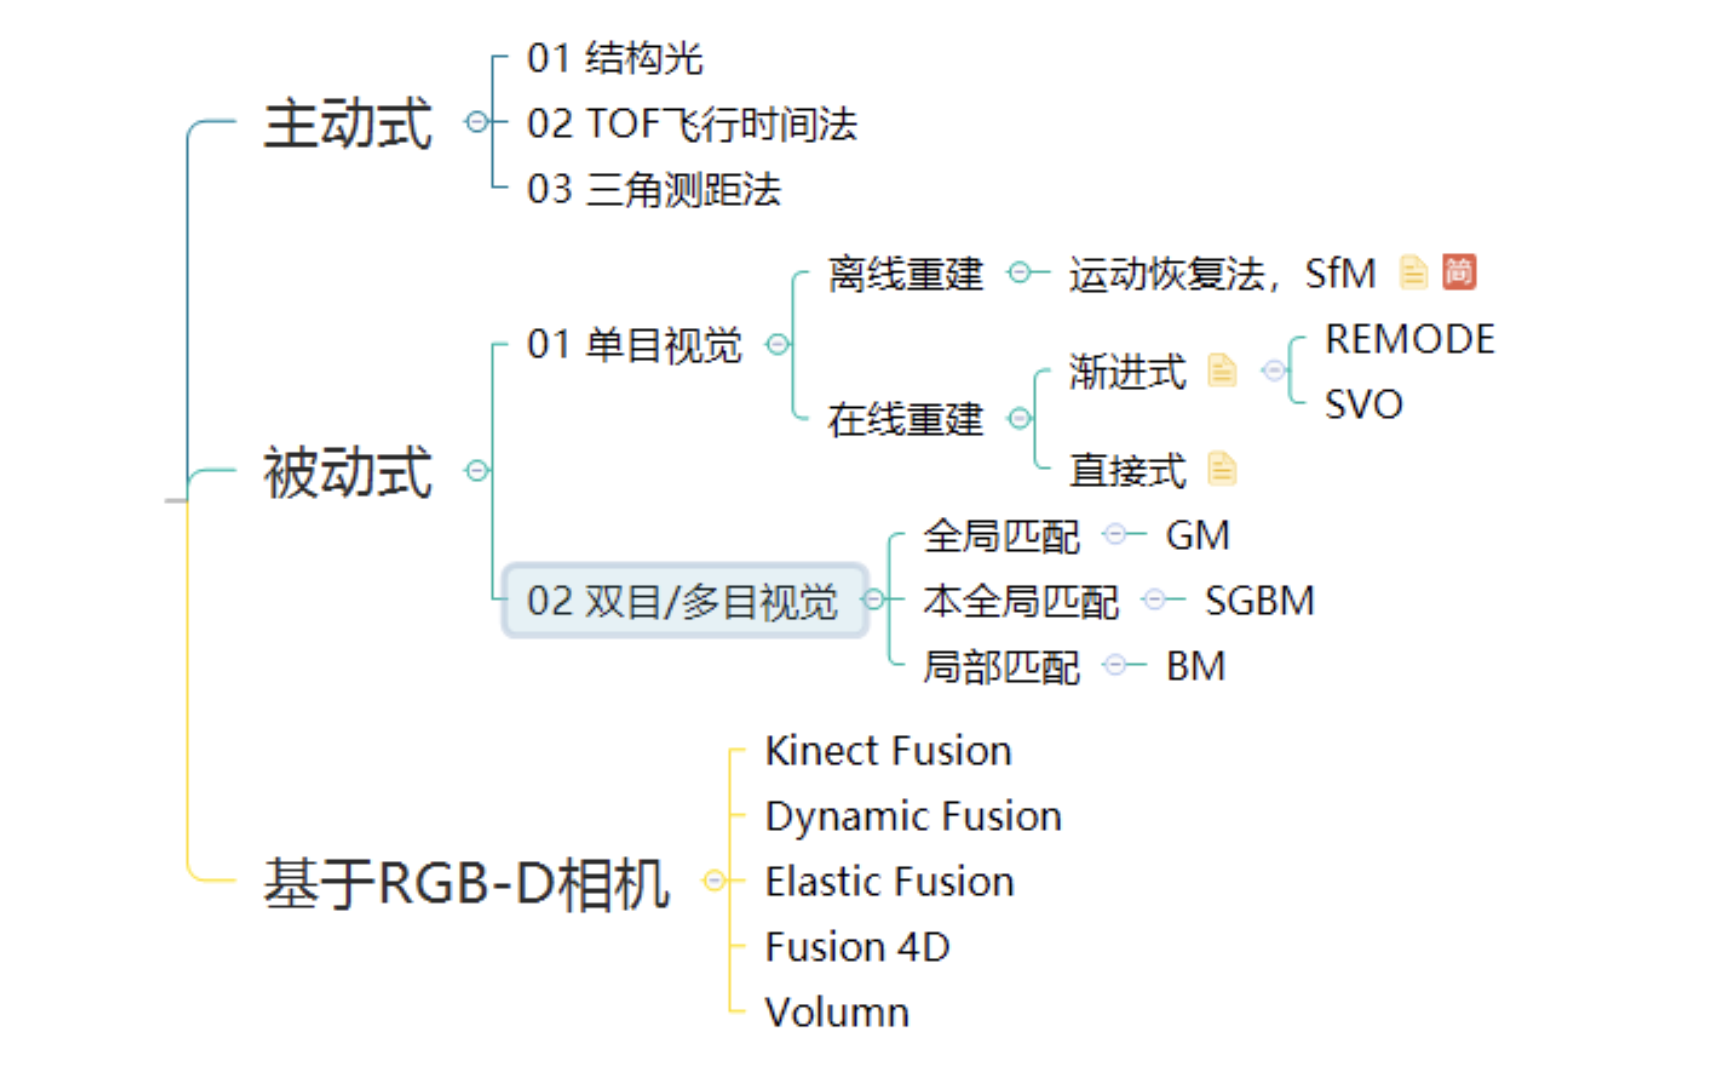 主动式
01 结构光
02 TOF飞行时间法
03 三角测距法
被动式
01 单目视觉
离线重建
运动恢复法，SfM 简
在线重建
渐进式
REMODE
SVO
直接式
02 双目/多目视觉
全局匹配
GM
本全局匹配
SGBM
局部匹配
BM
基于RGB-D相机
Kinect Fusion
Dynamic Fusion
Elastic Fusion
Fusion 4D
Volumn